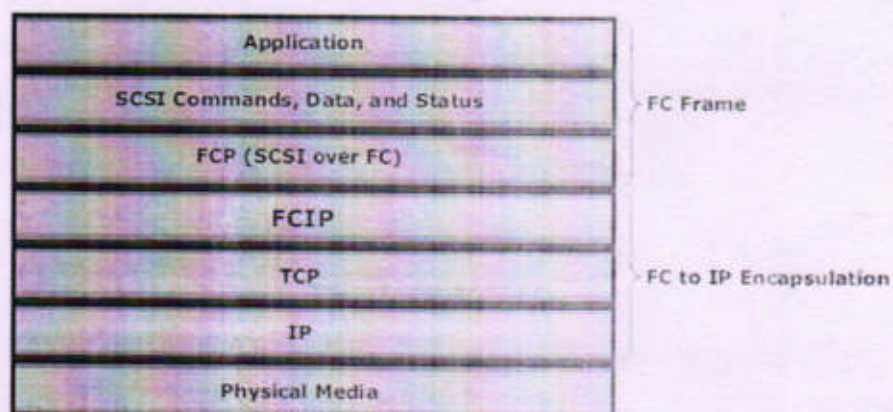 Application
SCSI Commands, Data, and Status
FC Frame
FCP (SCSI over FC)
FCIP
TCP
FC to IP Encapsulation
IP
Physical Media